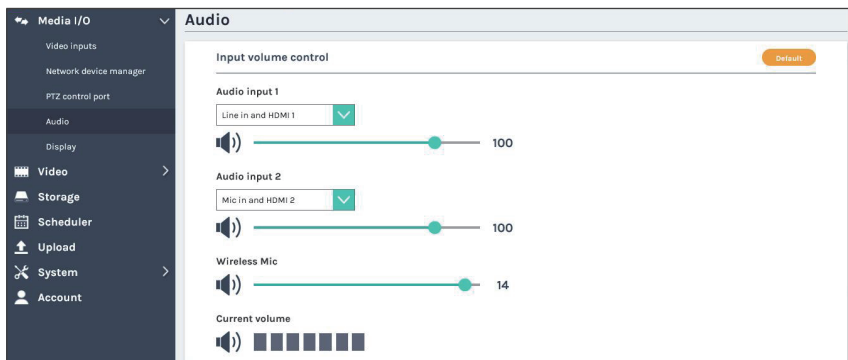 Media I/O
Video inputs
Network device manager
PTZ control port
Audio
Display
Video
Storage
Scheduler
Upload
System
Account
Audio
Input volume control
Default
Audio input 1
Line in and HDMI 1
100
Audio input 2
Mic in and HDMI 2
100
Wireless Mic
14
Current volume